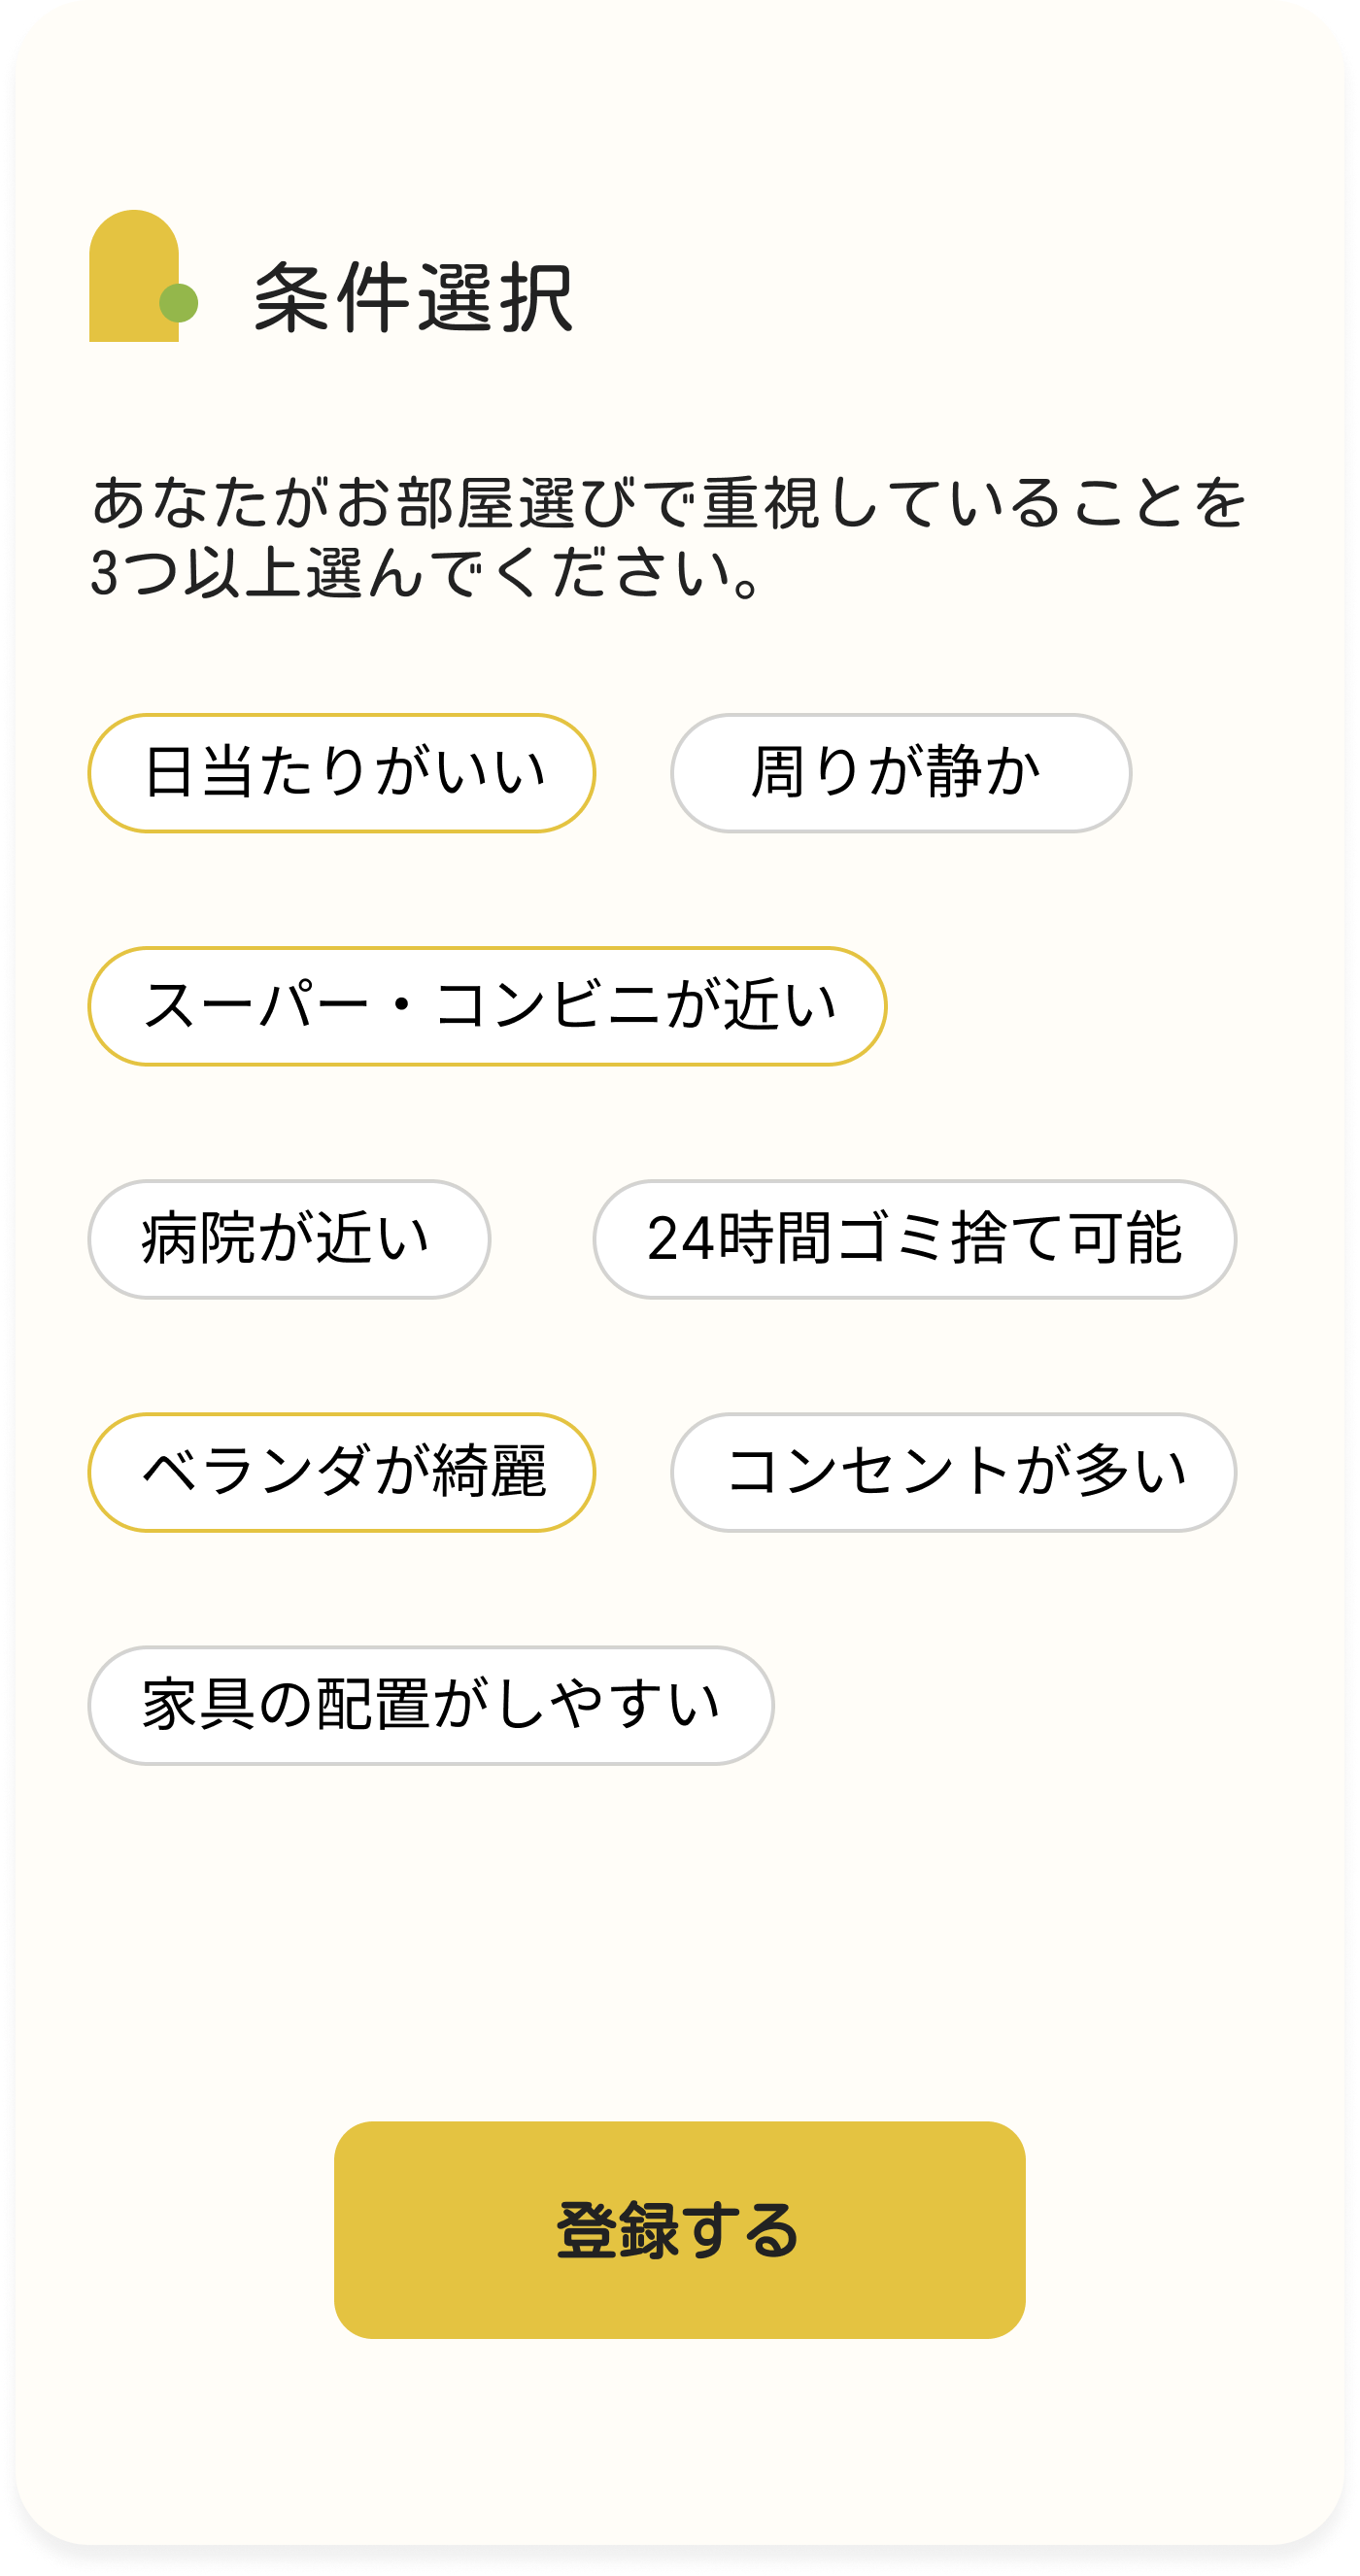 条件選択
あなたがお部屋選びで重視していることを
3つ以上選んでください。
日当たりがいい
周りが静か
スーパー・コンビニが近い
病院が近い
24時間ゴミ捨て可能
ベランダが綺麗
コンセントが多い
家具の配置がしやすい
登録する